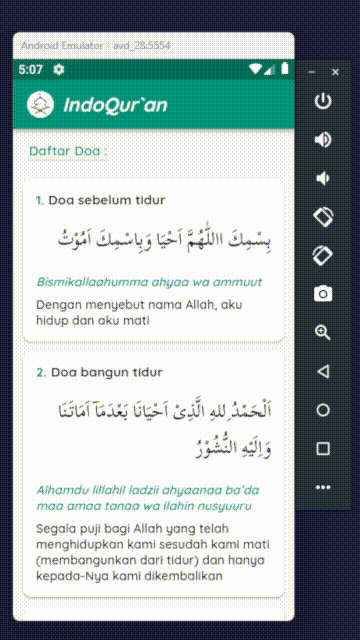 Android Emulator - avd_28:5554
5:07
IndoQur`an
Daftar Doa :
1. Doa sebelum tidur
بِسْمِكَ االلّٰهُمَّ اَحْيَا وَبِاسْمِكَ اَمُوْتُ
Bismikallaahumma ahyaa wa ammuut
Dengan menyebut nama Allah, aku
hidup dan aku mati
2. Doa bangun tidur
اَلْحَمْدُ ِللهِ الَّذِىْ اَحْيَانَا بَعْدَمَآ اَمَاتَنَا
وَاِلَيْهِ النُّشُوْرُ
Alhamdu lillahil ladzii ahyaanaa ba'da
maa amaa tanaa wa ilahin nusyuuru
Segala puji bagi Allah yang telah
menghidupkan kami sesudah kami mati
(membangunkan dari tidur) dan hanya
kepada-Nya kami dikembalikan